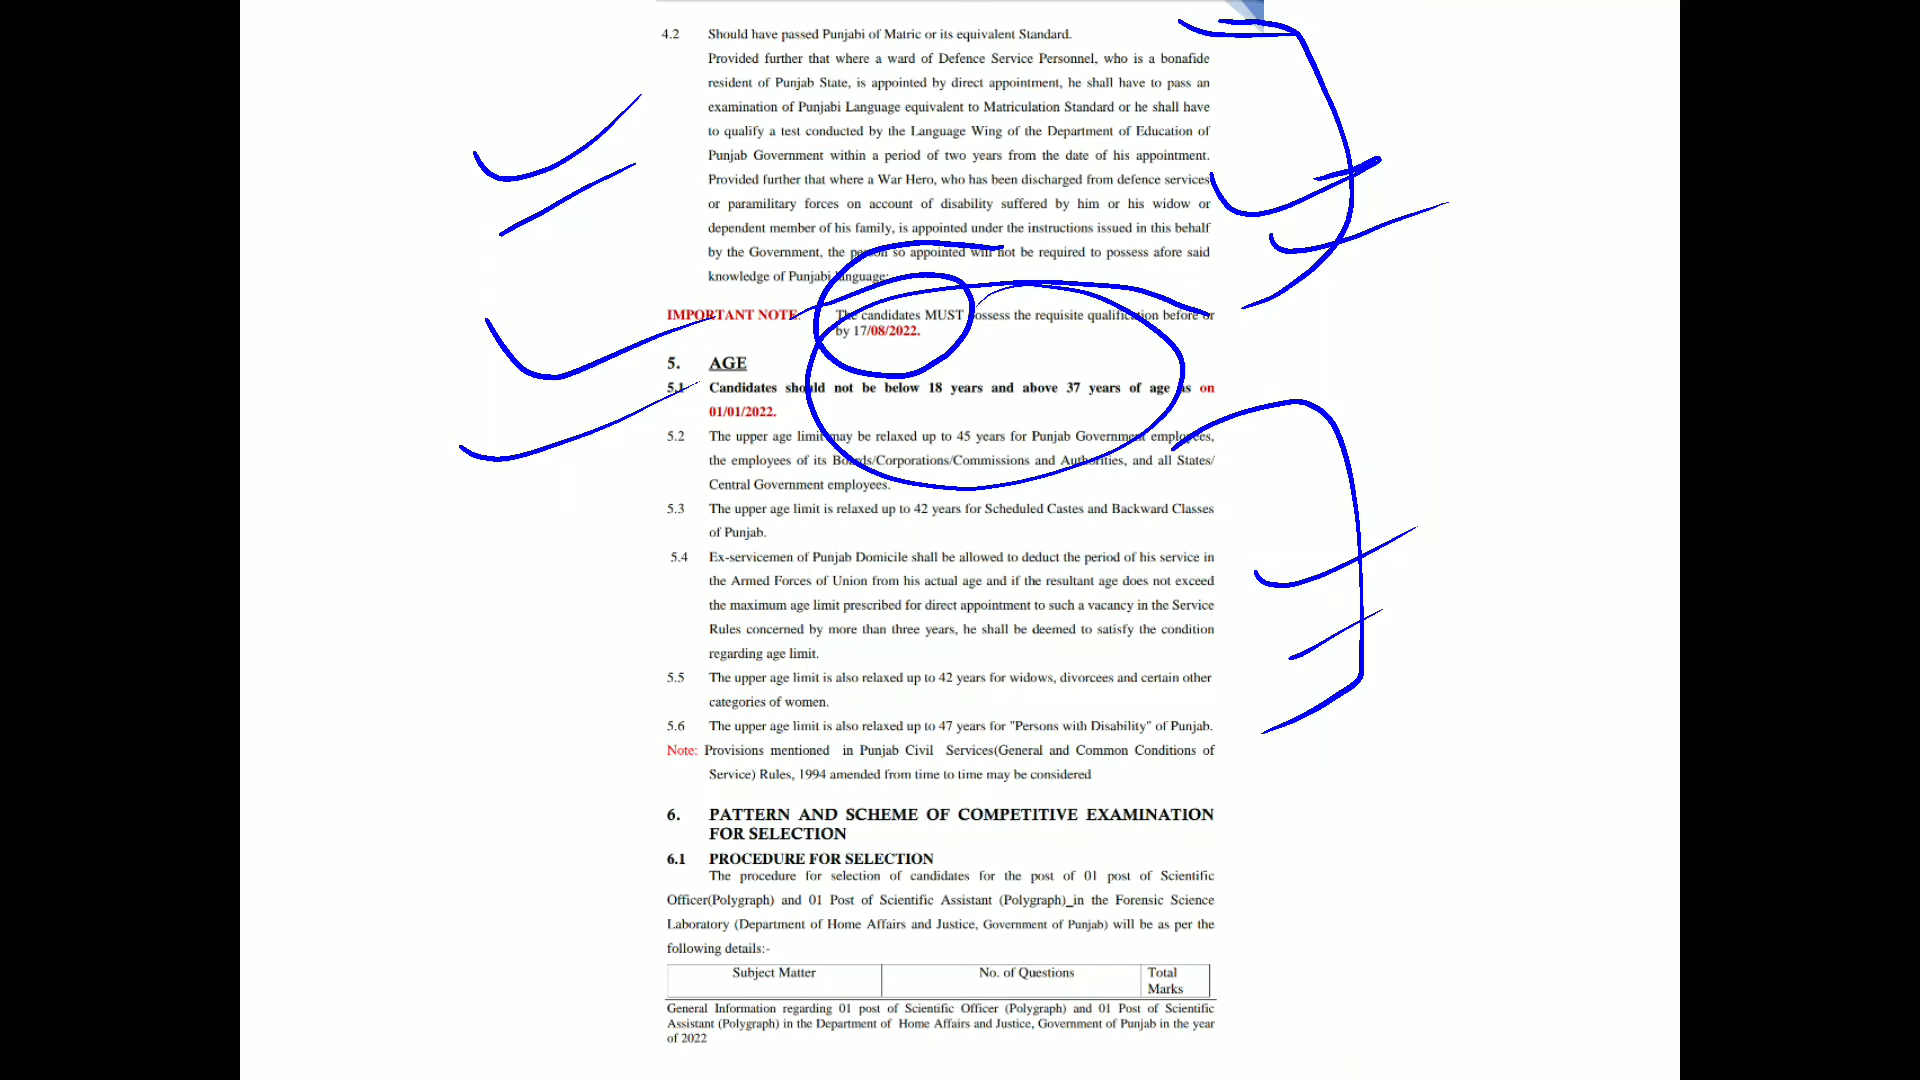 4.2 Should have passed Punjabi of Matric or its equivalent Standard.
Provided further that where a ward of Defence Service Personnel, who is a bonafide
resident of Punjab State, is appointed by direct appointment, he shall have to pass an
examination of Punjabi Language equivalent to Matriculation Standard or he shall have
to qualify a test conducted by the Language Wing of the Department of Education of
Punjab Government within a period of two years from the date of his appointment.
Provided further that where a War Hero, who has been discharged from defence services
or paramilitary forces on account of disability suffered by him or his widow or
dependent member of his family, is appointed under the instructions issued in this behalf
by the Government, the person so appointed will not be required to possess afore said
knowledge of Punjabi language:-
IMPORTANT NOTE: The candidates MUST possess the requisite qualification before or
by 17/08/2022.
5. AGE
5.1 Candidates should not be below 18 years and above 37 years of age as on
01/01/2022.
5.2 The upper age limit may be relaxed up to 45 years for Punjab Government employees,
the employees of its Boards/Corporations/Commissions and Authorities, and all States/
Central Government employees.
5.3 The upper age limit is relaxed up to 42 years for Scheduled Castes and Backward Classes
of Punjab.
5.4 Ex-servicemen of Punjab Domicile shall be allowed to deduct the period of his service in
the Armed Forces of Union from his actual age and if the resultant age does not exceed
the maximum age limit prescribed for direct appointment to such a vacancy in the Service
Rules concerned by more than three years, he shall be deemed to satisfy the condition
regarding age limit.
5.5 The upper age limit is also relaxed up to 42 years for widows, divorcees and certain other
categories of women.
5.6 The upper age limit is also relaxed up to 47 years for "Persons with Disability" of Punjab.
Note: Provisions mentioned in Punjab Civil Services(General and Common Conditions of
Service) Rules, 1994 amended from time to time may be considered
6. PATTERN AND SCHEME OF COMPETITIVE EXAMINATION
FOR SELECTION
6.1 PROCEDURE FOR SELECTION
The procedure for selection of candidates for the post of 01 post of Scientific
Officer(Polygraph) and 01 Post of Scientific Assistant (Polygraph)_in the Forensic Science
Laboratory (Department of Home Affairs and Justice, Government of Punjab) will be as per the
following details:-
Subject Matter No. of Questions Total
Marks
General Information regarding 01 post of Scientific Officer (Polygraph) and 01 Post of Scientific
Assistant (Polygraph) in the Department of Home Affairs and Justice, Government of Punjab in the year
of 2022